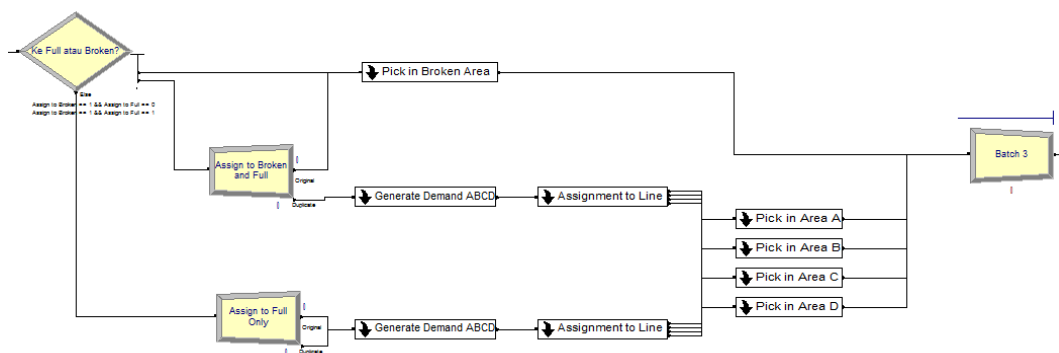 Ke Full atau Broken?
Else
Assign to Broken == 1 && Assign to Full == 0
Assign to Broken == 1 && Assign to Full == 1
Pick in Broken Area
Assign to Broken
and Full
Original
Duplicate
Generate Demand ABCD
Assignment to Line
Pick in Area A
Pick in Area B
Pick in Area C
Pick in Area D
Batch 3
Assign to Full
Only
Original
Duplicate
Generate Demand ABCD
Assignment to Line